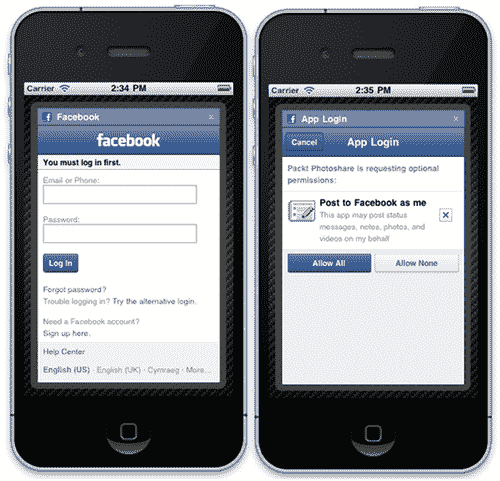 Carrier 2:34 PM
f Facebook ×
facebook
You must log in first.
Email or Phone:
Password:
Log In
Forgot password?
Trouble logging in? Try the alternative login.
Need a Facebook account?
Sign up here.
Help Center
English (US) · English (UK) · Cymraeg · More...
Carrier 2:35 PM
f App Login ×
Cancel App Login
Packt Photoshare is requesting optional
permissions:
Post to Facebook as me
This app may post status
messages, notes, photos, and
videos on my behalf
Allow All Allow None